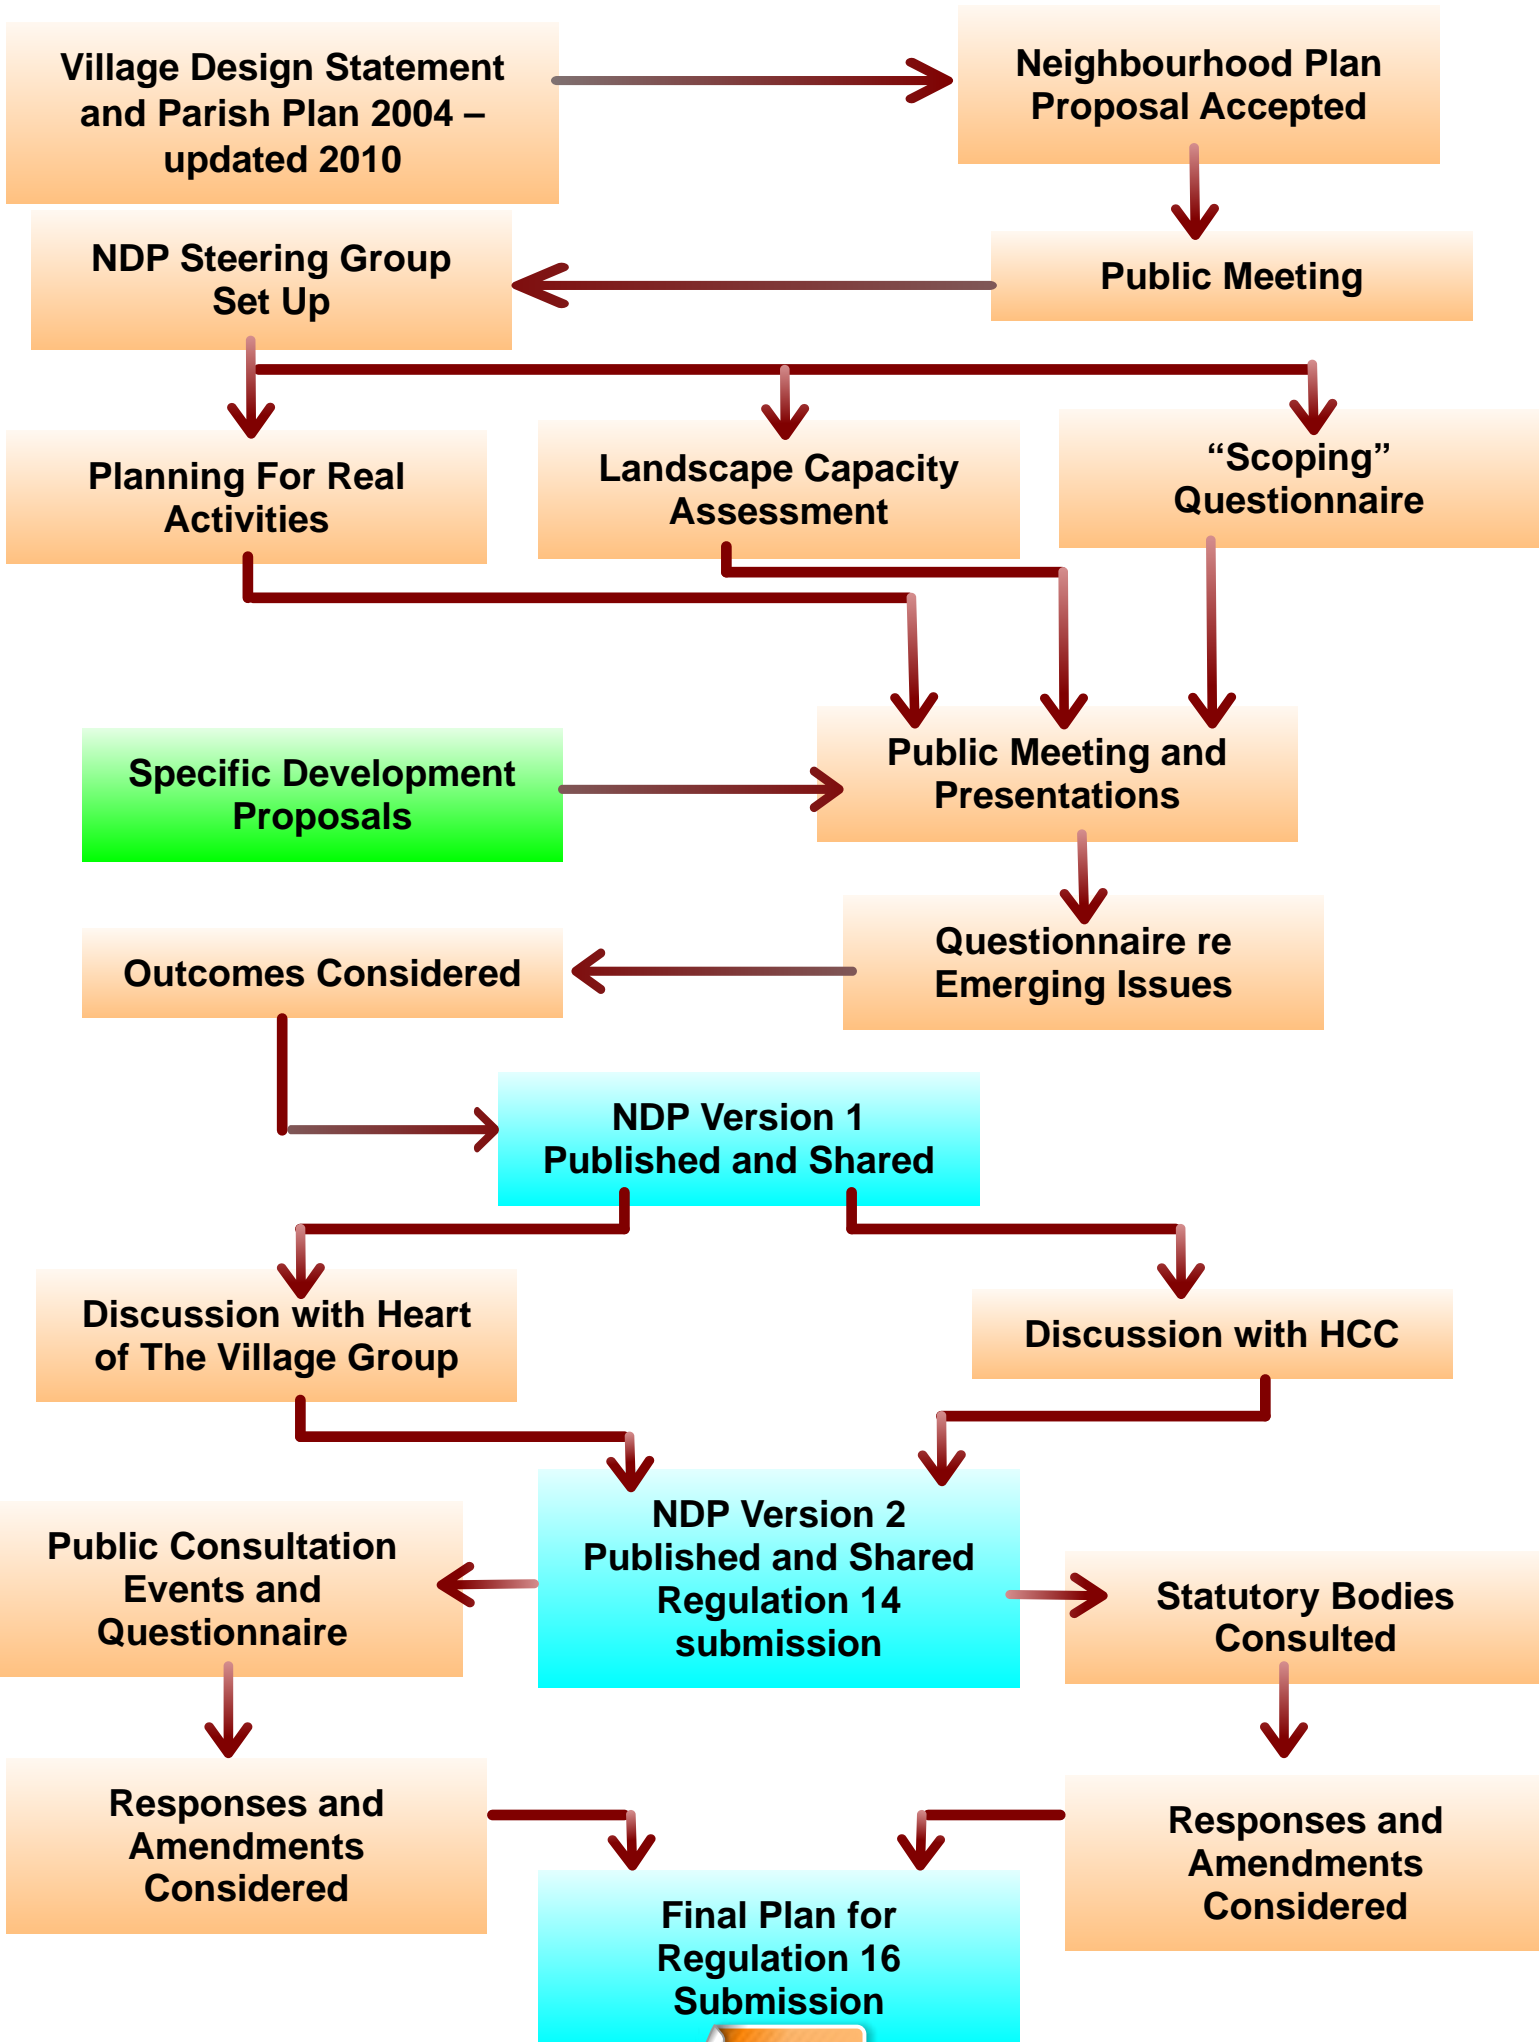 Village Design Statement
and Parish Plan 2004 –
updated 2010
Neighbourhood Plan
Proposal Accepted
NDP Steering Group
Set Up
Public Meeting
Planning For Real
Activities
Landscape Capacity
Assessment
“Scoping”
Questionnaire
Specific Development
Proposals
Public Meeting and
Presentations
Outcomes Considered
Questionnaire re
Emerging Issues
NDP Version 1
Published and Shared
Discussion with Heart
of The Village Group
Discussion with HCC
NDP Version 2
Published and Shared
Regulation 14
submission
Public Consultation
Events and
Questionnaire
Statutory Bodies
Consulted
Responses and
Amendments
Considered
Responses and
Amendments
Considered
Final Plan for
Regulation 16
Submission